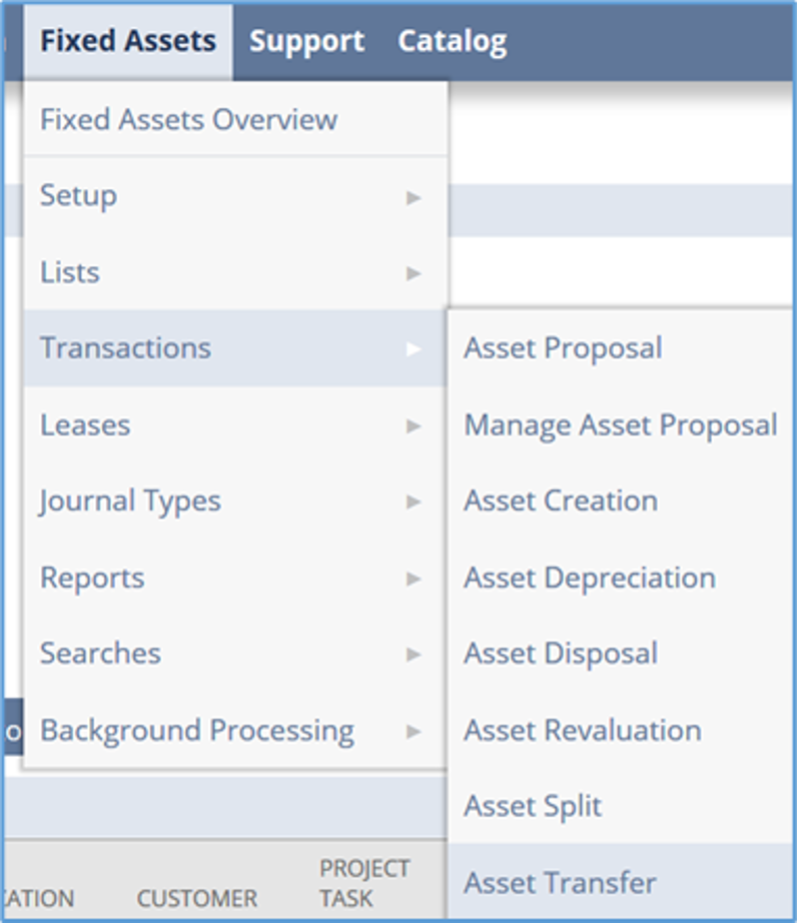 Fixed Assets Support Catalog
Fixed Assets Overview
Setup
Lists
Transactions
Leases
Journal Types
Reports
Searches
Background Processing
Asset Proposal
Manage Asset Proposal
Asset Creation
Asset Depreciation
Asset Disposal
Asset Revaluation
Asset Split
Asset Transfer
CUSTOMER
PROJECT
TASK